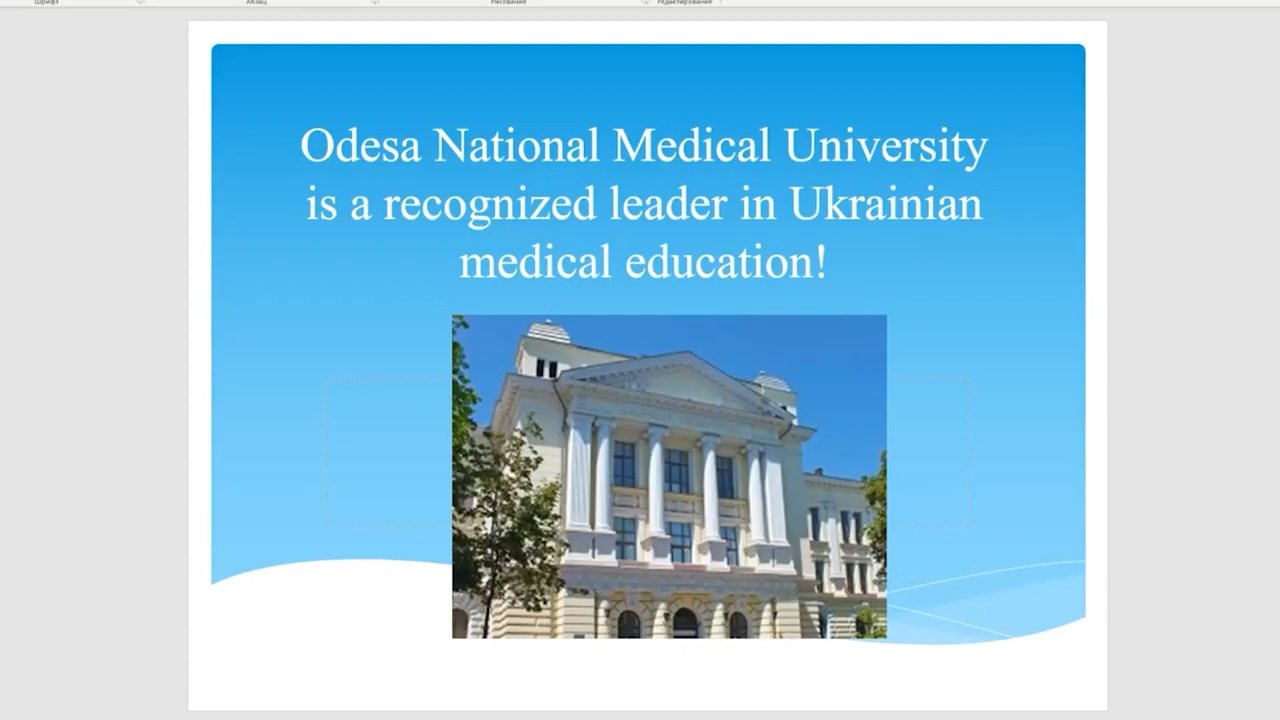 Шрифт
Абзац
Рисование
Редактирование
Odesa National Medical University
is a recognized leader in Ukrainian
medical education!